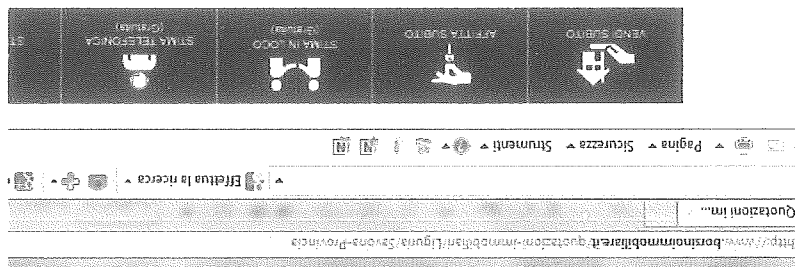 http://www.borsinoimmobiliare.it/quotazioni-immobiliari/Liguria/Savona-Provincia
Quotazioni im...
Effettua la ricerca
Pagina Sicurezza Strumenti
VENDI SUBITO
AFFITTA SUBITO
STIMA IN LOCO
(Gratuita)
STIMA TELEFONICA
(Gratuita)
ST